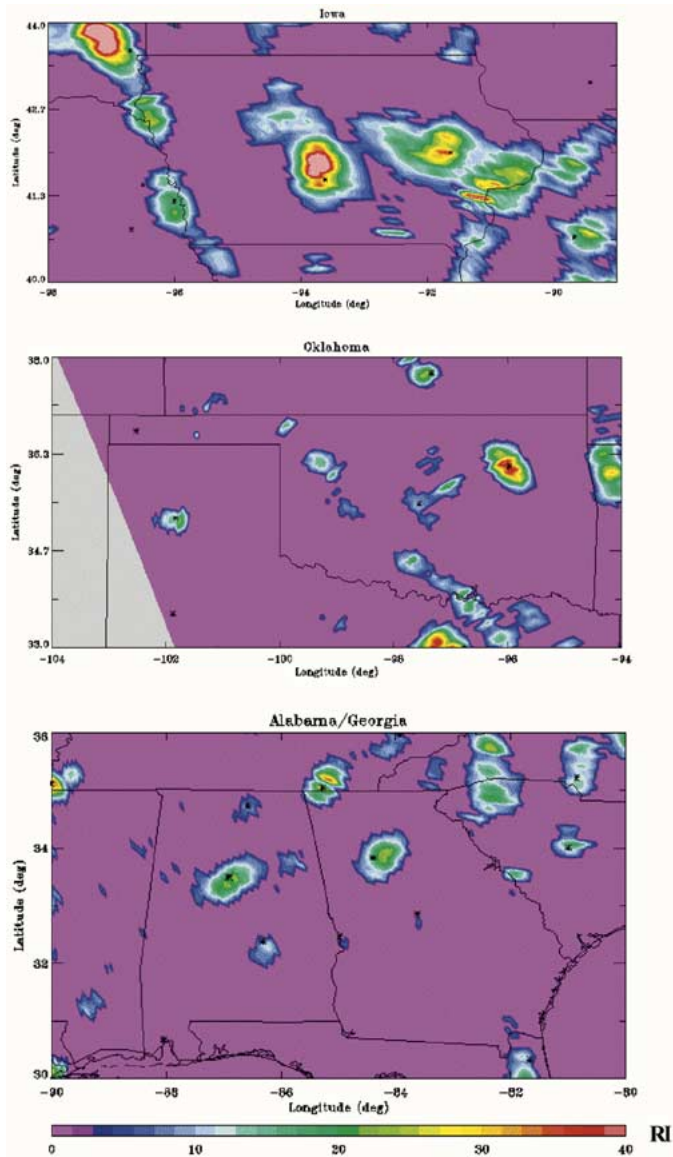 Iowa
44.0
42.7
41.3
40.0
Latitude (deg)
-98 -96 -94 -92 -90
Longitude (deg)
Oklahoma
38.0
36.3
34.7
33.0
Latitude (deg)
-104 -102 -100 -98 -96 -94
Longitude (deg)
Alabama/Georgia
36
34
32
30
Latitude (deg)
-90 -88 -86 -84 -82 -80
Longitude (deg)
0 10 20 30 40 RI